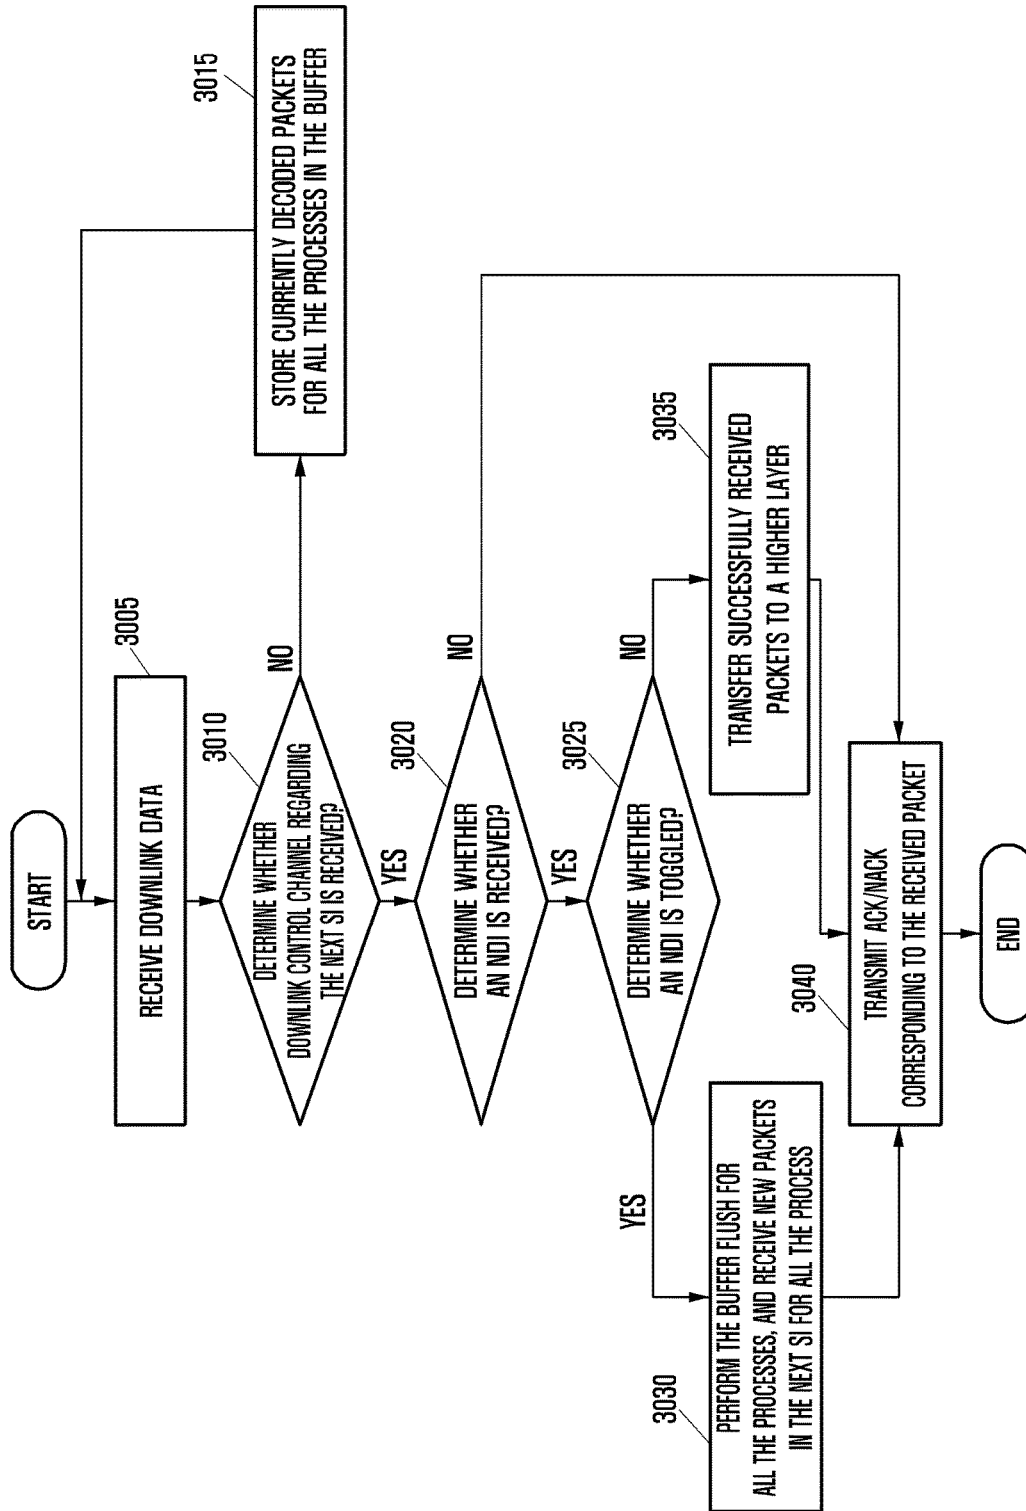 START
RECEIVE DOWNLINK DATA
3005
DETERMINE WHETHER
DOWNLINK CONTROL CHANNEL REGARDING
THE NEXT SI IS RECEIVED?
3010
NO
STORE CURRENTLY DECODED PACKETS
FOR ALL THE PROCESSES IN THE BUFFER
3015
YES
DETERMINE WHETHER
AN NDI IS RECEIVED?
3020
NO
YES
DETERMINE WHETHER
AN NDI IS TOGGLED?
3025
YES
NO
PERFORM THE BUFFER FLUSH FOR
ALL THE PROCESSES, AND RECEIVE NEW PACKETS
IN THE NEXT SI FOR ALL THE PROCESS
3030
TRANSFER SUCCESSFULLY RECEIVED
PACKETS TO A HIGHER LAYER
3035
TRANSMIT ACK/NACK
CORRESPONDING TO THE RECEIVED PACKET
3040
END